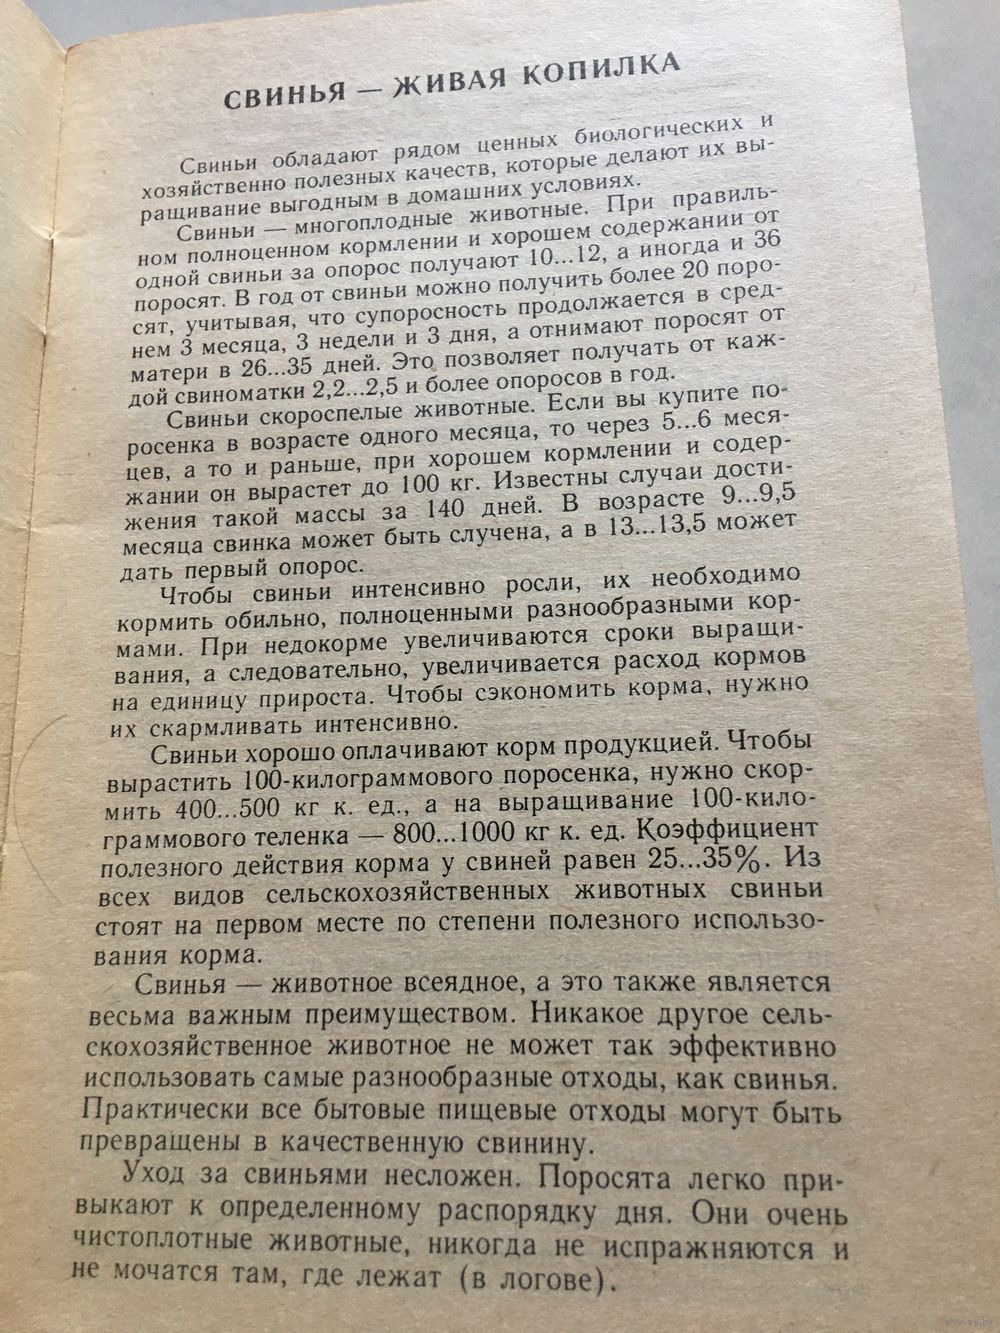 СВИНЬЯ — ЖИВАЯ КОПИЛКА
Свиньи обладают рядом ценных биологических и
хозяйственно полезных качеств, которые делают их вы-
ращивание выгодным в домашних условиях.
Свиньи — многоплодные животные. При правиль-
ном полноценном кормлении и хорошем содержании от
одной свиньи за опорос получают 10...12, а иногда и 36
поросят. В год от свиньи можно получить более 20 поро-
сят, учитывая, что супоросность продолжается в сред-
нем 3 месяца, 3 недели и 3 дня, а отнимают поросят от
матери в 26...35 дней. Это позволяет получать от каж-
дой свиноматки 2,2...2,5 и более опоросов в год.
Свиньи скороспелые животные. Если вы купите по-
росенка в возрасте одного месяца, то через 5...6 меся-
цев, а то и раньше, при хорошем кормлении и содер-
жании он вырастет до 100 кг. Известны случаи дости-
жения такой массы за 140 дней. В возрасте 9...9,5
месяца свинка может быть случена, а в 13...13,5 может
дать первый опорос.
Чтобы свиньи интенсивно росли, их необходимо
кормить обильно, полноценными разнообразными кор-
мами. При недокорме увеличиваются сроки выращи-
вания, а следовательно, увеличивается расход кормов
на единицу прироста. Чтобы сэкономить корма, нужно
их скармливать интенсивно.
Свиньи хорошо оплачивают корм продукцией. Чтобы
вырастить 100-килограммового поросенка, нужно скор-
мить 400...500 кг к. ед., а на выращивание 100-кило-
граммового теленка — 800...1000 кг к. ед. Коэффициент
полезного действия корма у свиней равен 25...35%. Из
всех видов сельскохозяйственных животных свиньи
стоят на первом месте по степени полезного использо-
вания корма.
Свинья — животное всеядное, а это также является
весьма важным преимуществом. Никакое другое сель-
скохозяйственное животное не может так эффективно
использовать самые разнообразные отходы, как свинья.
Практически все бытовые пищевые отходы могут быть
превращены в качественную свинину.
Уход за свиньями несложен. Поросята легко при-
выкают к определенному распорядку дня. Они очень
чистоплотные животные, никогда не испражняются и
не мочатся там, где лежат (в логове).
www.ay.by